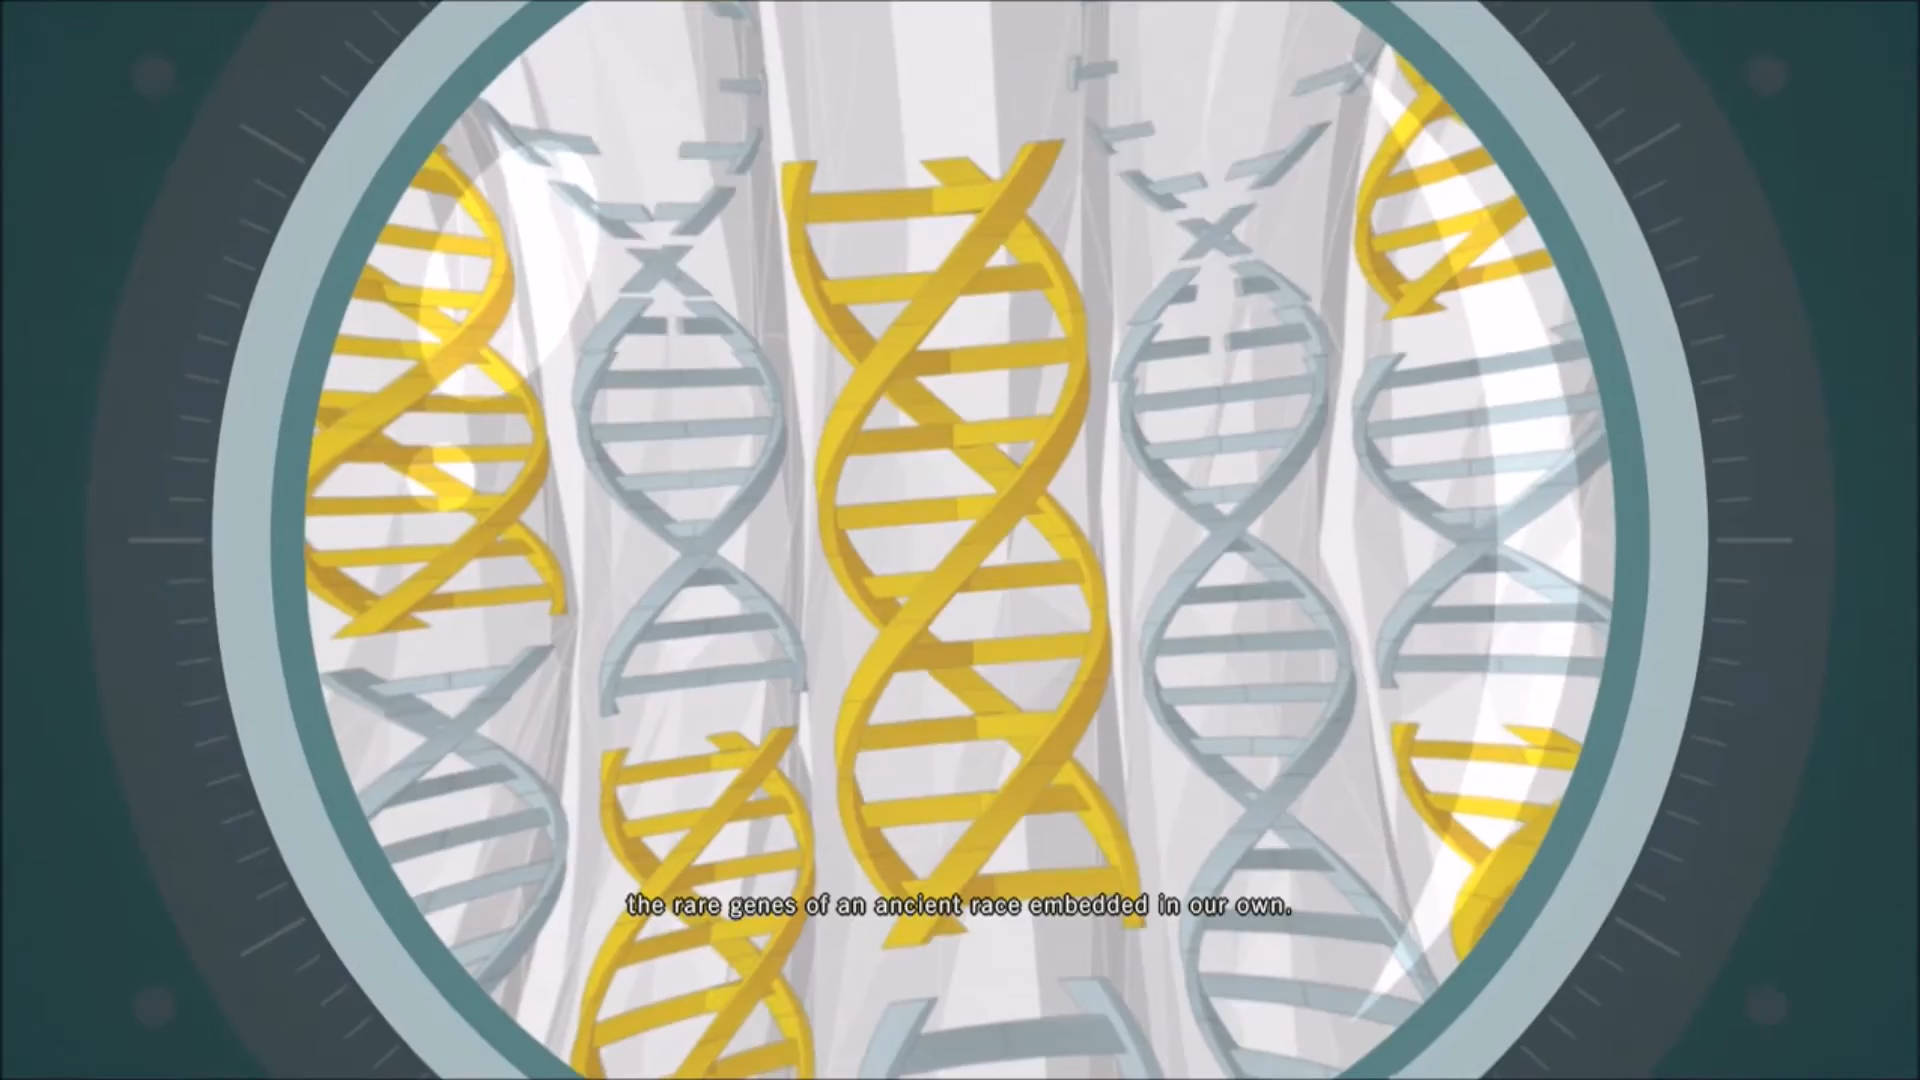 the rare genes of an ancient race embedded in our own.